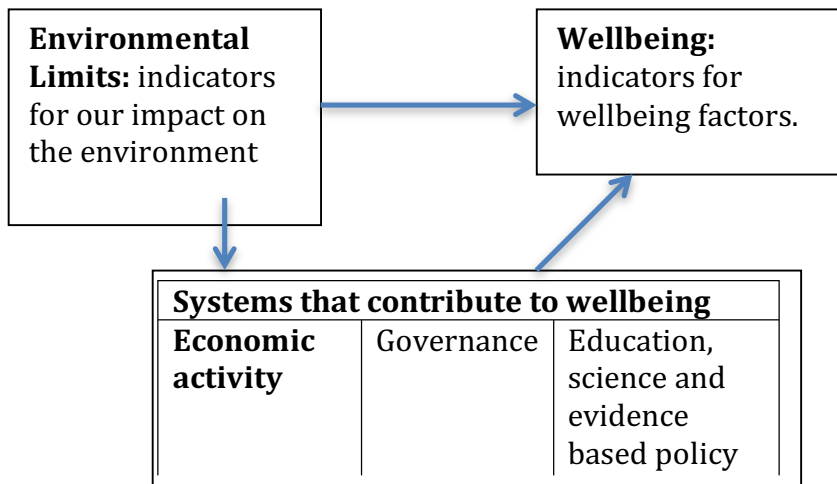 Environmental
Limits: indicators
for our impact on
the environment
Wellbeing:
indicators for
wellbeing factors.
Systems that contribute to wellbeing
Economic
activity
Governance
Education,
science and
evidence
based policy